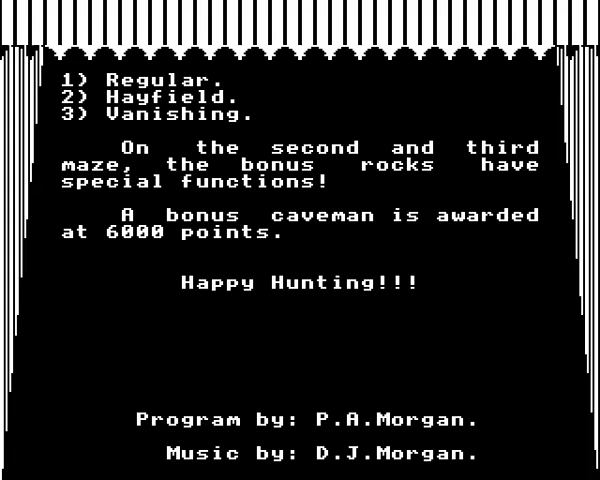 1) Regular.
2) Hayfield.
3) Vanishing.
On the second and third
maze, the bonus rocks have
special functions!
A bonus caveman is awarded
at 6000 points.
Happy Hunting!!!
Program by: P.A.Morgan.
Music by: D.J.Morgan.